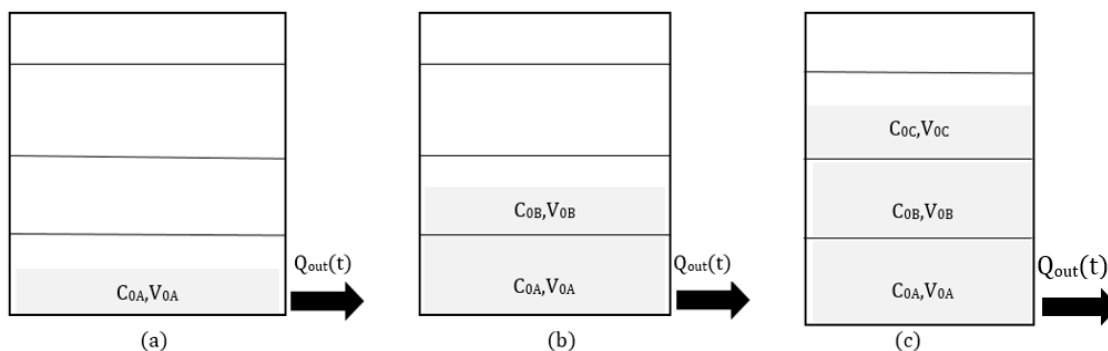 Qout(t)
C0A,V0A
(a)
C0B,V0B
Qout(t)
C0A,V0A
(b)
C0C,V0C
C0B,V0B
Qout(t)
C0A,V0A
(c)